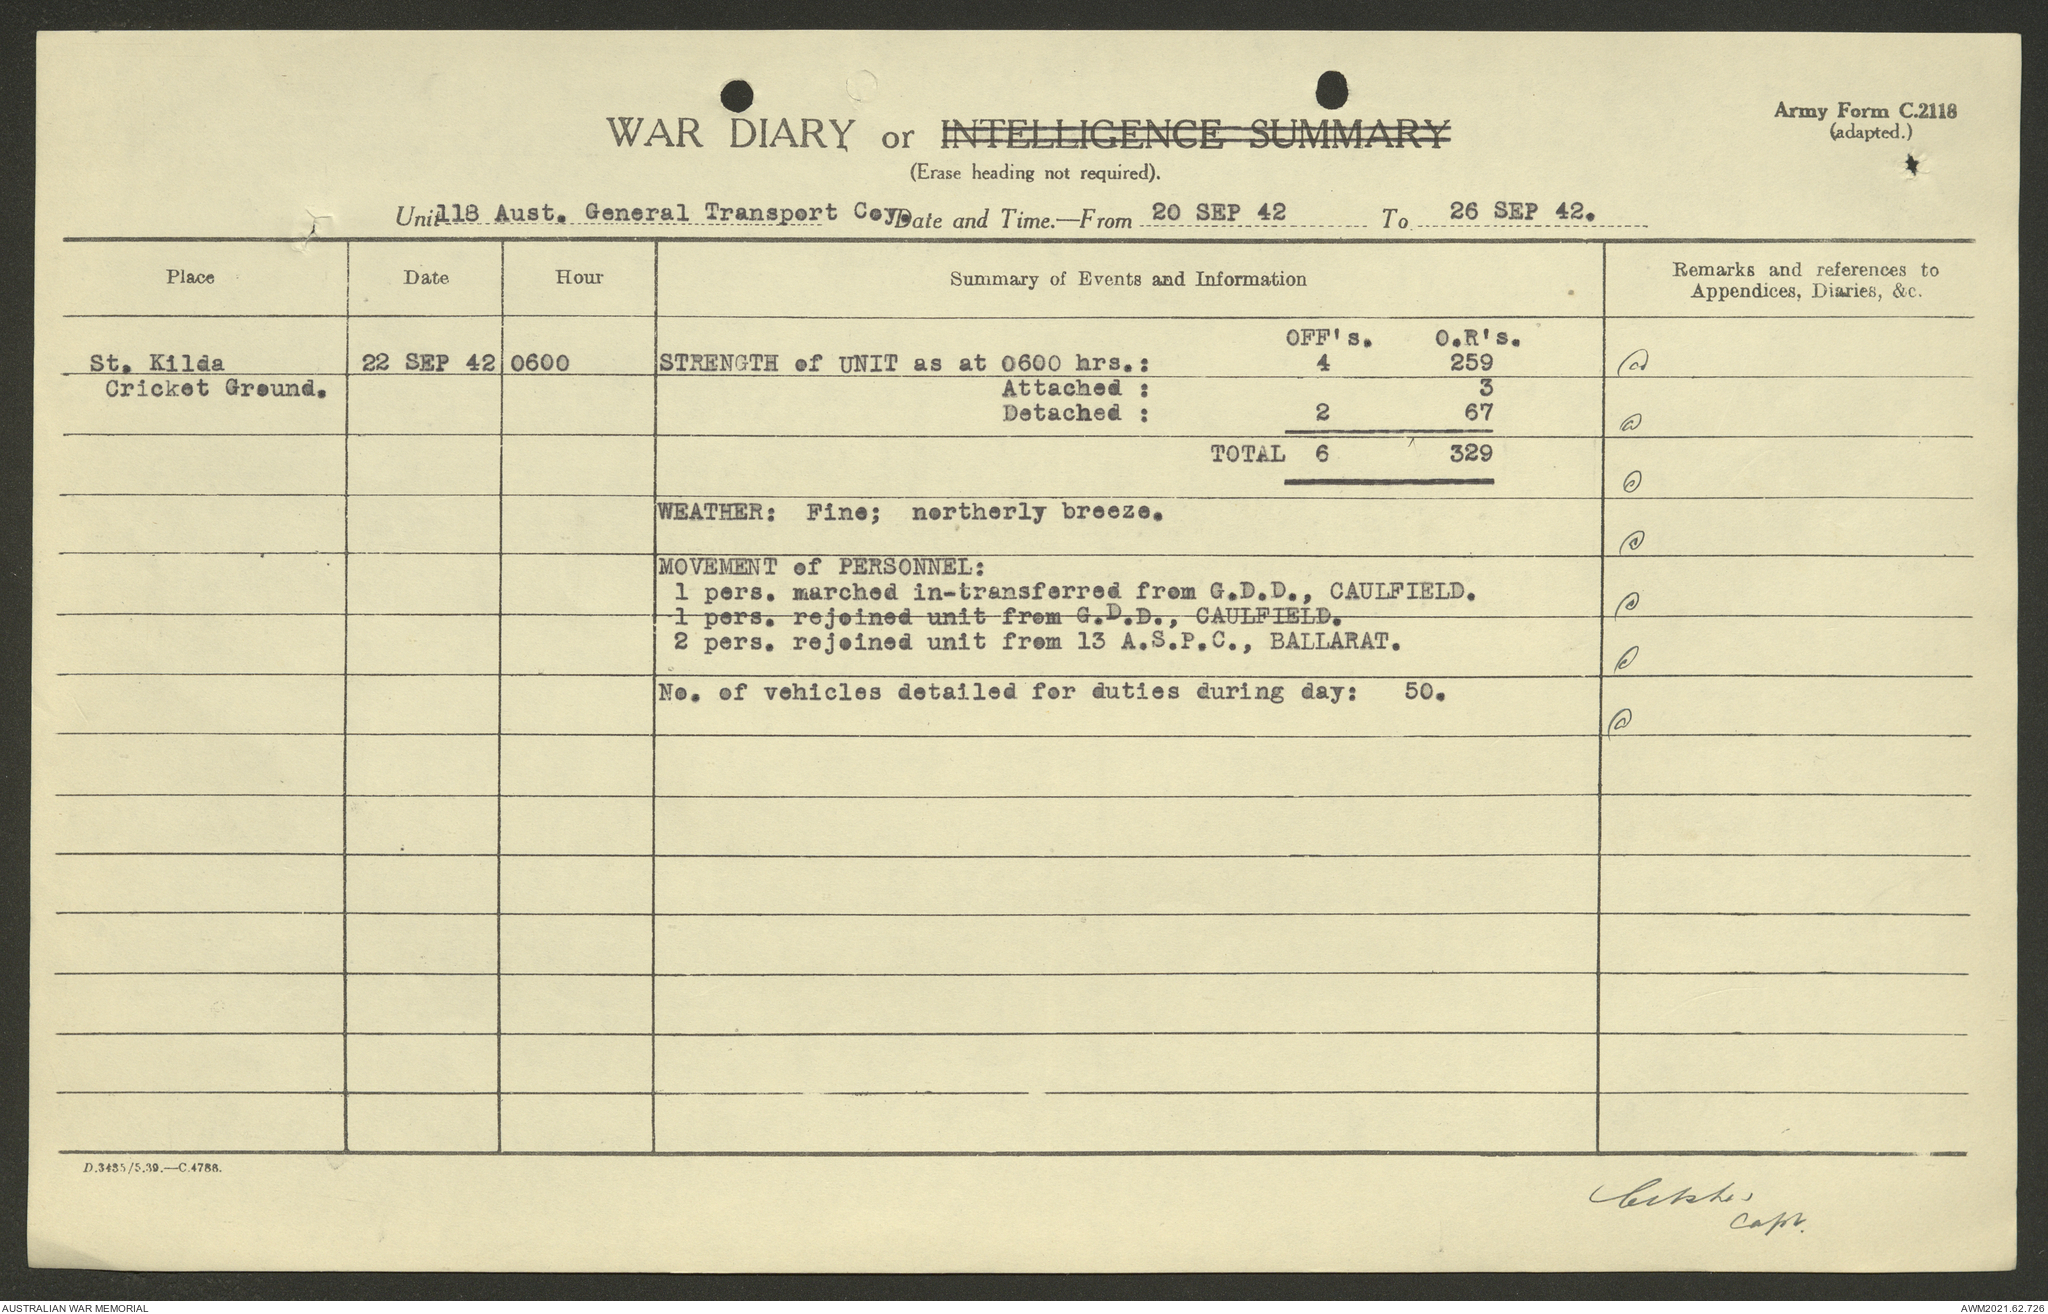 Army Form C.2118
(adapted.)
WAR DIARY or INTELLIGENCE SUMMARY
(Erase heading not required).
Unit 118 Aust. General Transport Coy. Date and Time.—From 20 SEP 42 To 26 SEP 42.
Place Date Hour Summary of Events and Information Remarks and references to
Appendices, Diaries, &c.
OFF's. O.R's.
St. Kilda 22 SEP 42 0600 STRENGTH of UNIT as at 0600 hrs.: 4 259
Cricket Ground. Attached : 3
Detached : 2 67
TOTAL 6 329
WEATHER: Fine; northerly breeze.
MOVEMENT of PERSONNEL:
1 pers. marched in-transferred from G.D.D., CAULFIELD.
1 pers. rejoined unit from G.D.D., CAULFIELD.
2 pers. rejoined unit from 13 A.S.P.C., BALLARAT.
No. of vehicles detailed for duties during day: 50.
D.3485/5.39.—C.4786.
Capt.
AUSTRALIAN WAR MEMORIAL AWM2021.62.726